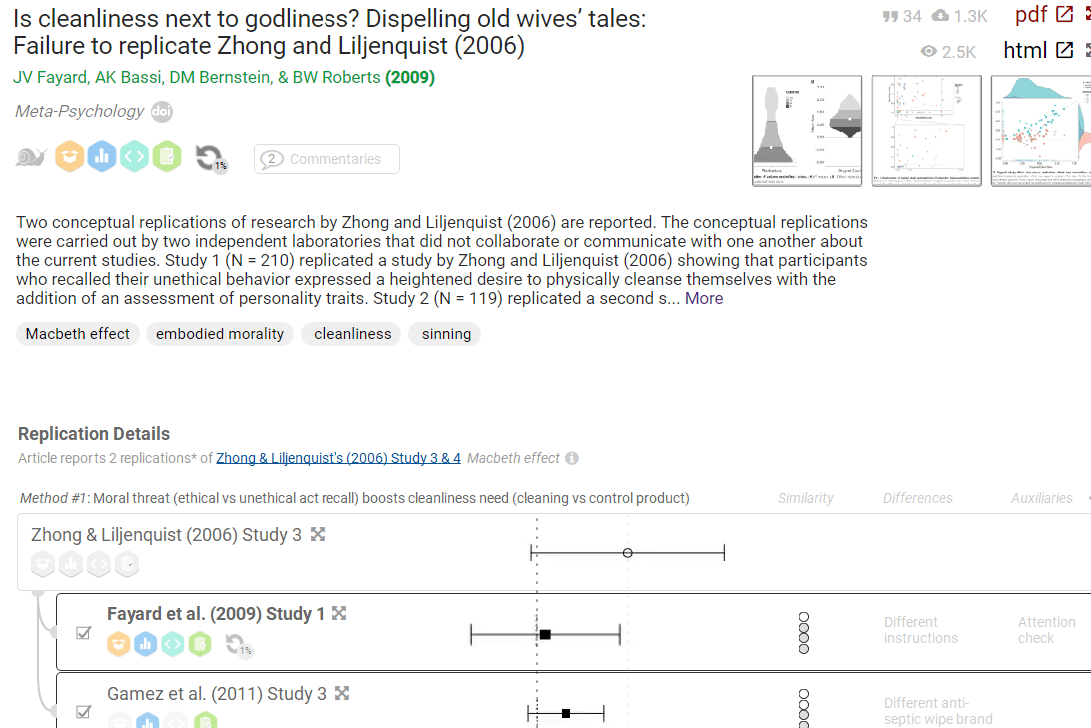 Is cleanliness next to godliness? Dispelling old wives’ tales:
Failure to replicate Zhong and Liljenquist (2006)
34 1.3K pdf
2.5K html
JV Fayard, AK Bassi, DM Bernstein, & BW Roberts (2009)
Meta-Psychology doi
1%
2 Commentaries
Two conceptual replications of research by Zhong and Liljenquist (2006) are reported. The conceptual replications
were carried out by two independent laboratories that did not collaborate or communicate with one another about
the current studies. Study 1 (N = 210) replicated a study by Zhong and Liljenquist (2006) showing that participants
who recalled their unethical behavior expressed a heightened desire to physically cleanse themselves with the
addition of an assessment of personality traits. Study 2 (N = 119) replicated a second s... More
Macbeth effect embodied morality cleanliness sinning
Replication Details
Article reports 2 replications* of Zhong & Liljenquist's (2006) Study 3 & 4 Macbeth effect
Method #1: Moral threat (ethical vs unethical act recall) boosts cleanliness need (cleaning vs control product) Similarity Differences Auxiliaries
Zhong & Liljenquist (2006) Study 3
Fayard et al. (2009) Study 1
1%
Different
instructions
Attention
check
Gamez et al. (2011) Study 3
Different anti-
septic wipe brand